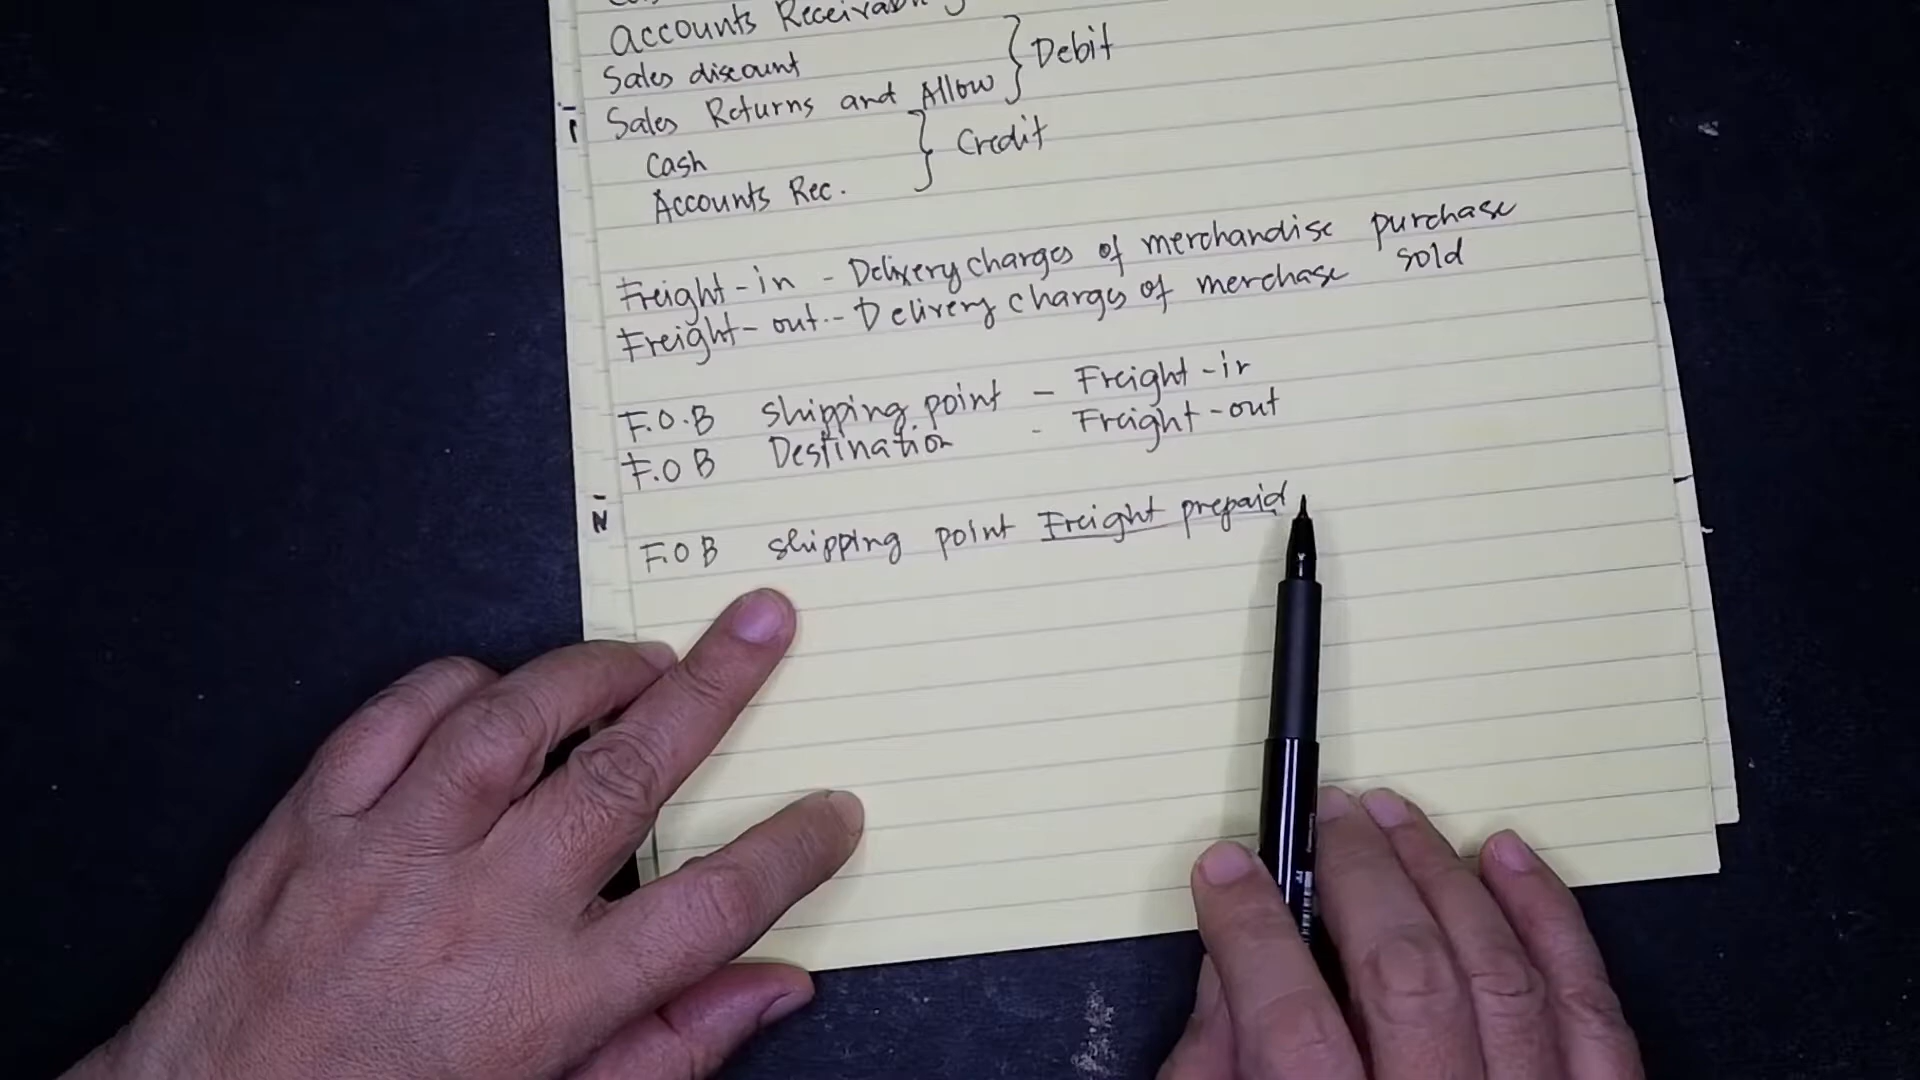 Accounts Receivable
Sales discount
Sales Returns and Allow } Debit
Cash
Accounts Rec. } Credit
Freight-in - Delivery charges of merchandise purchase
Freight-out - Delivery charges of merchase sold
F.O.B shipping point - Freight-in
F.O B Destination - Freight-out
F.O B shipping point Freight prepaid